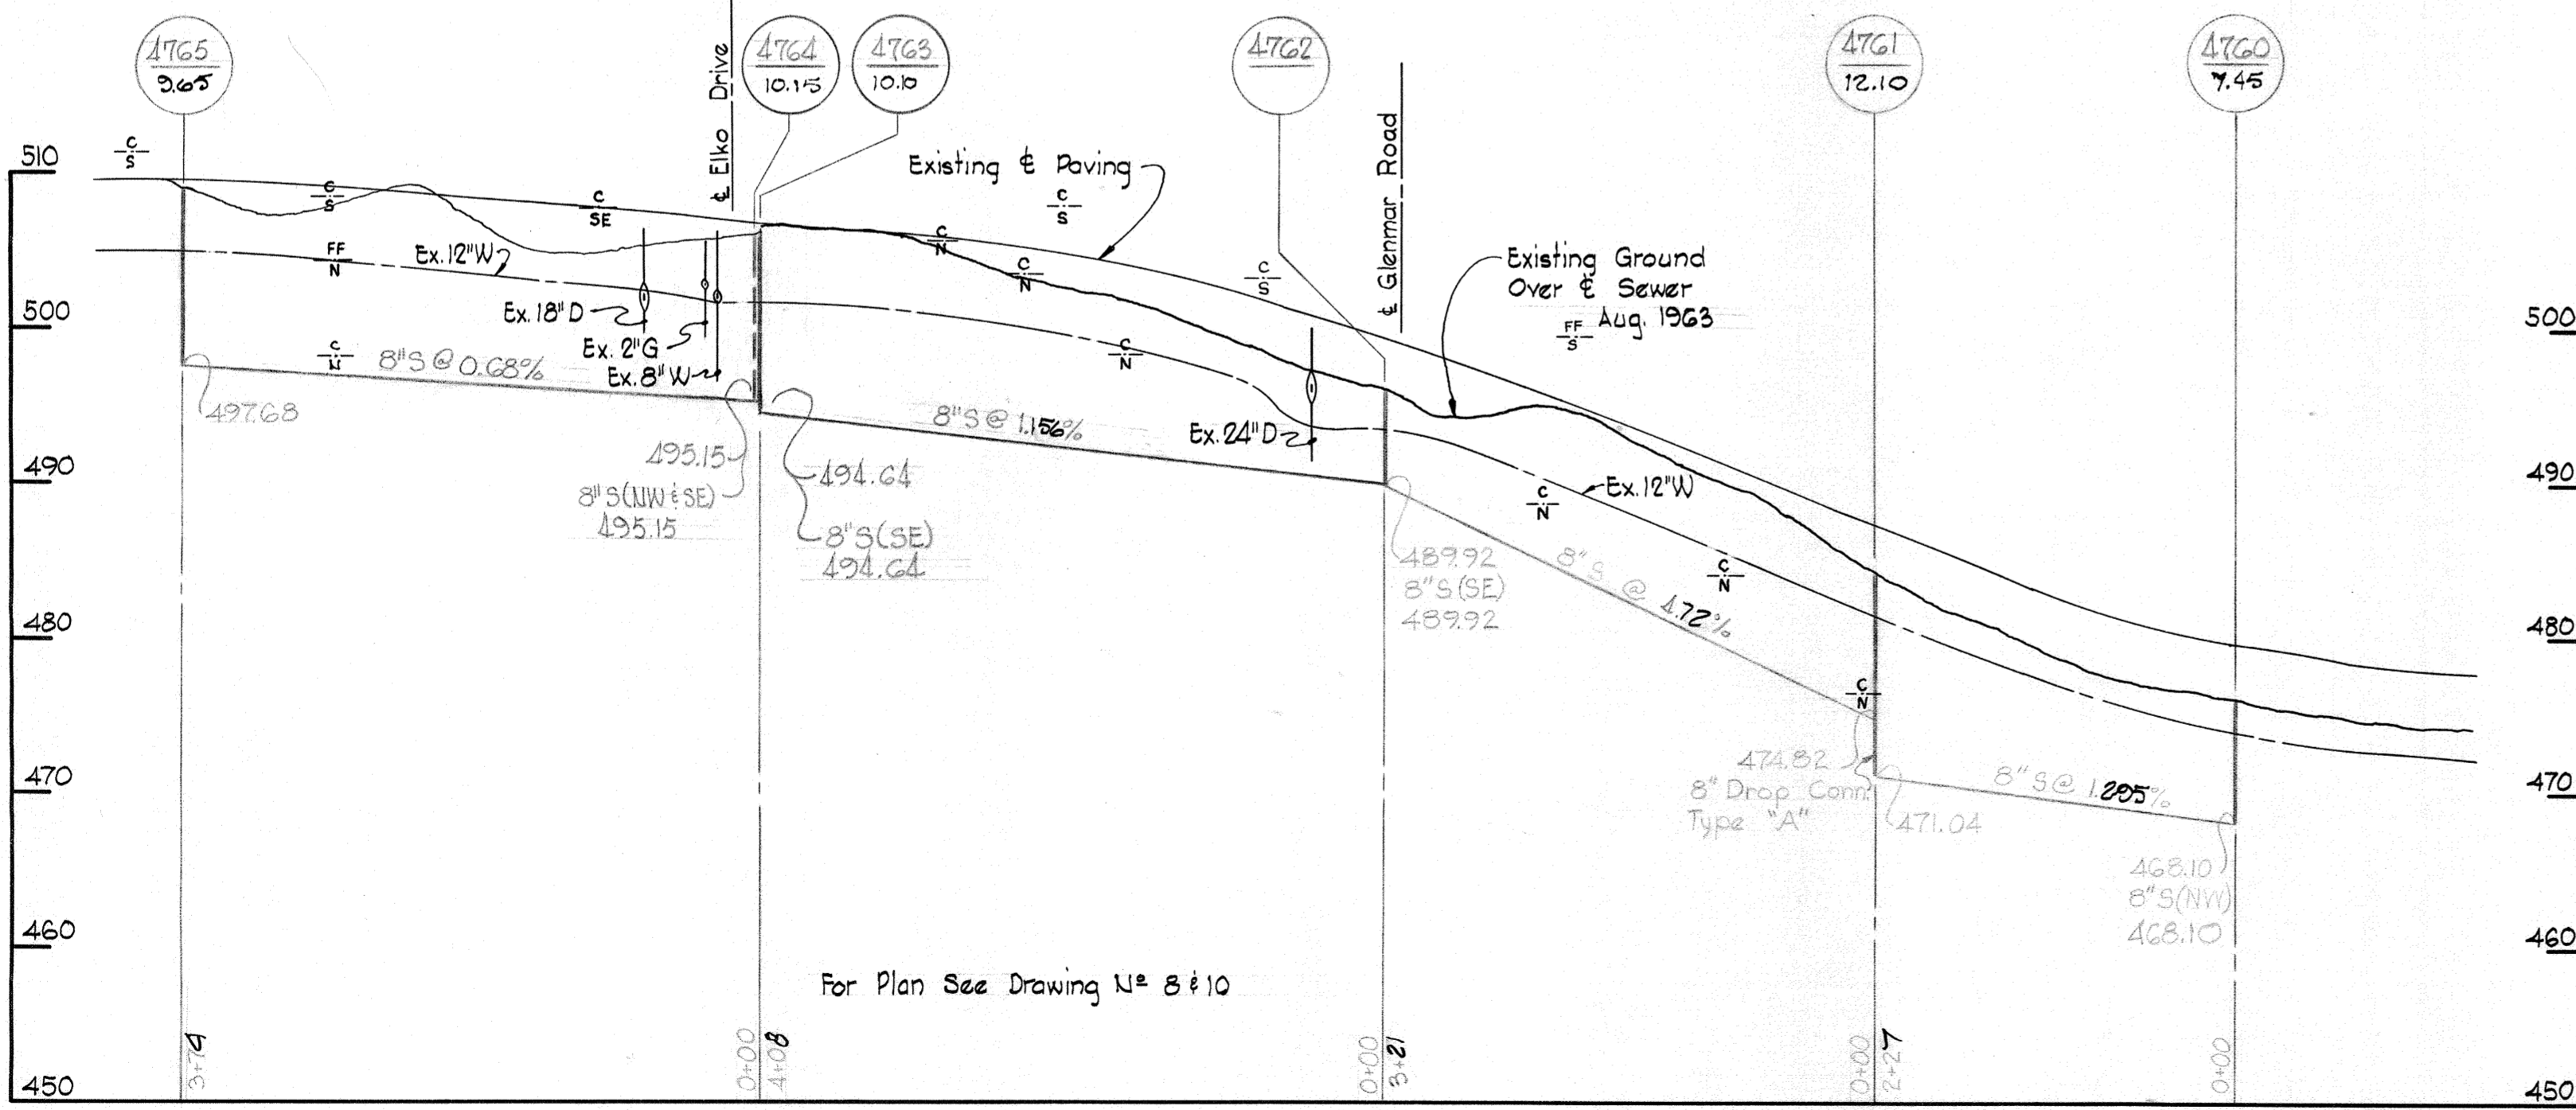 4765
9.65
℄ Elko Drive
4764
10.15
4763
10.10
4762
℄ Glenmar Road
4761
12.10
4760
7.45
510
500
490
480
470
460
450
500
490
480
470
460
450
C
S
C
S
C
SE
Existing ℄ Paving
C
S
C
N
C
N
C
S
FF
N
Ex. 12"W
Ex. 18"D
Ex. 2"G
Ex. 8"W
C
N
8"S @ 0.68%
497.68
495.15
8"S(NW & SE)
495.15
494.64
8"S(SE)
494.64
8"S @ 1.156%
C
N
Ex. 24"D
Existing Ground
Over ℄ Sewer
FF
S
Aug. 1963
Ex. 12"W
C
N
C
N
489.92
8"S(SE)
489.92
8"S @ 4.72%
C
N
474.82
8" Drop Conn.
Type "A"
471.04
8"S @ 1.295%
468.10
8"S(NW)
468.10
For Plan See Drawing Nº 8 & 10
0+00
4+08
0+00
3+21
0+00
2+27
0+00